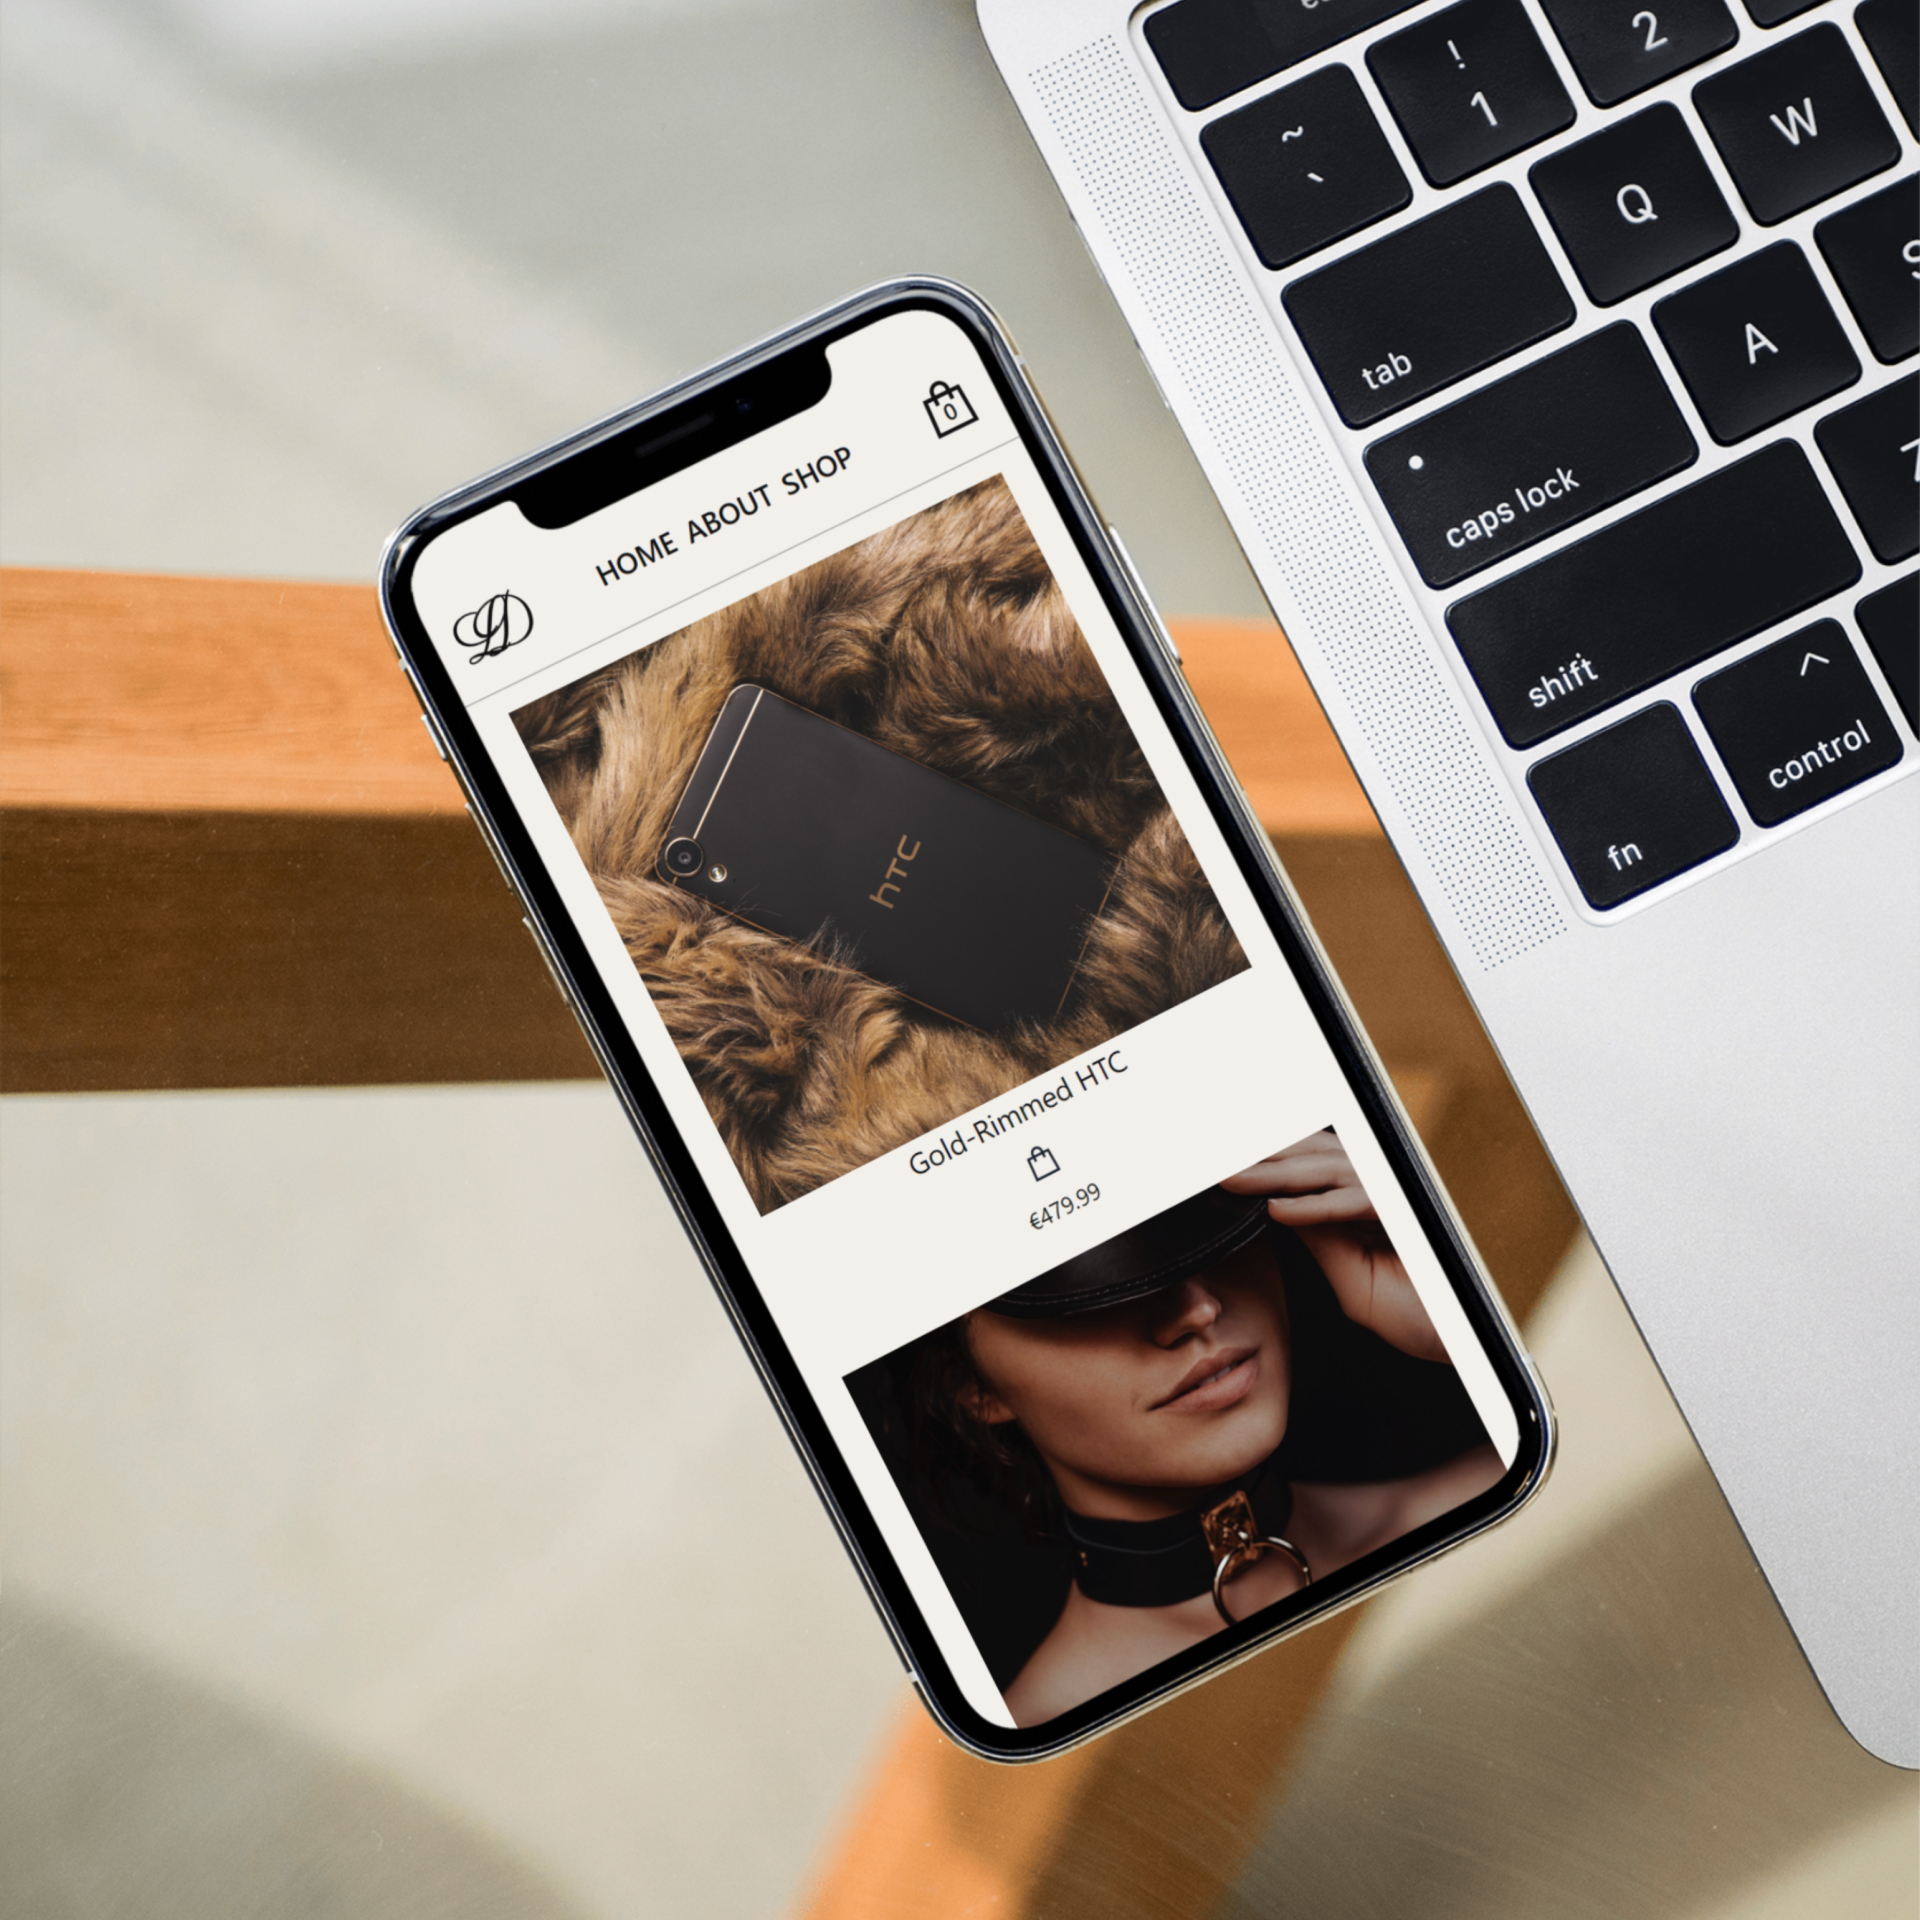 0
HOME ABOUT SHOP
LD
hTC
Gold-Rimmed HTC
€479.99
~
`
!
1
2
tab
Q
W
caps lock
A
shift
fn
^
control